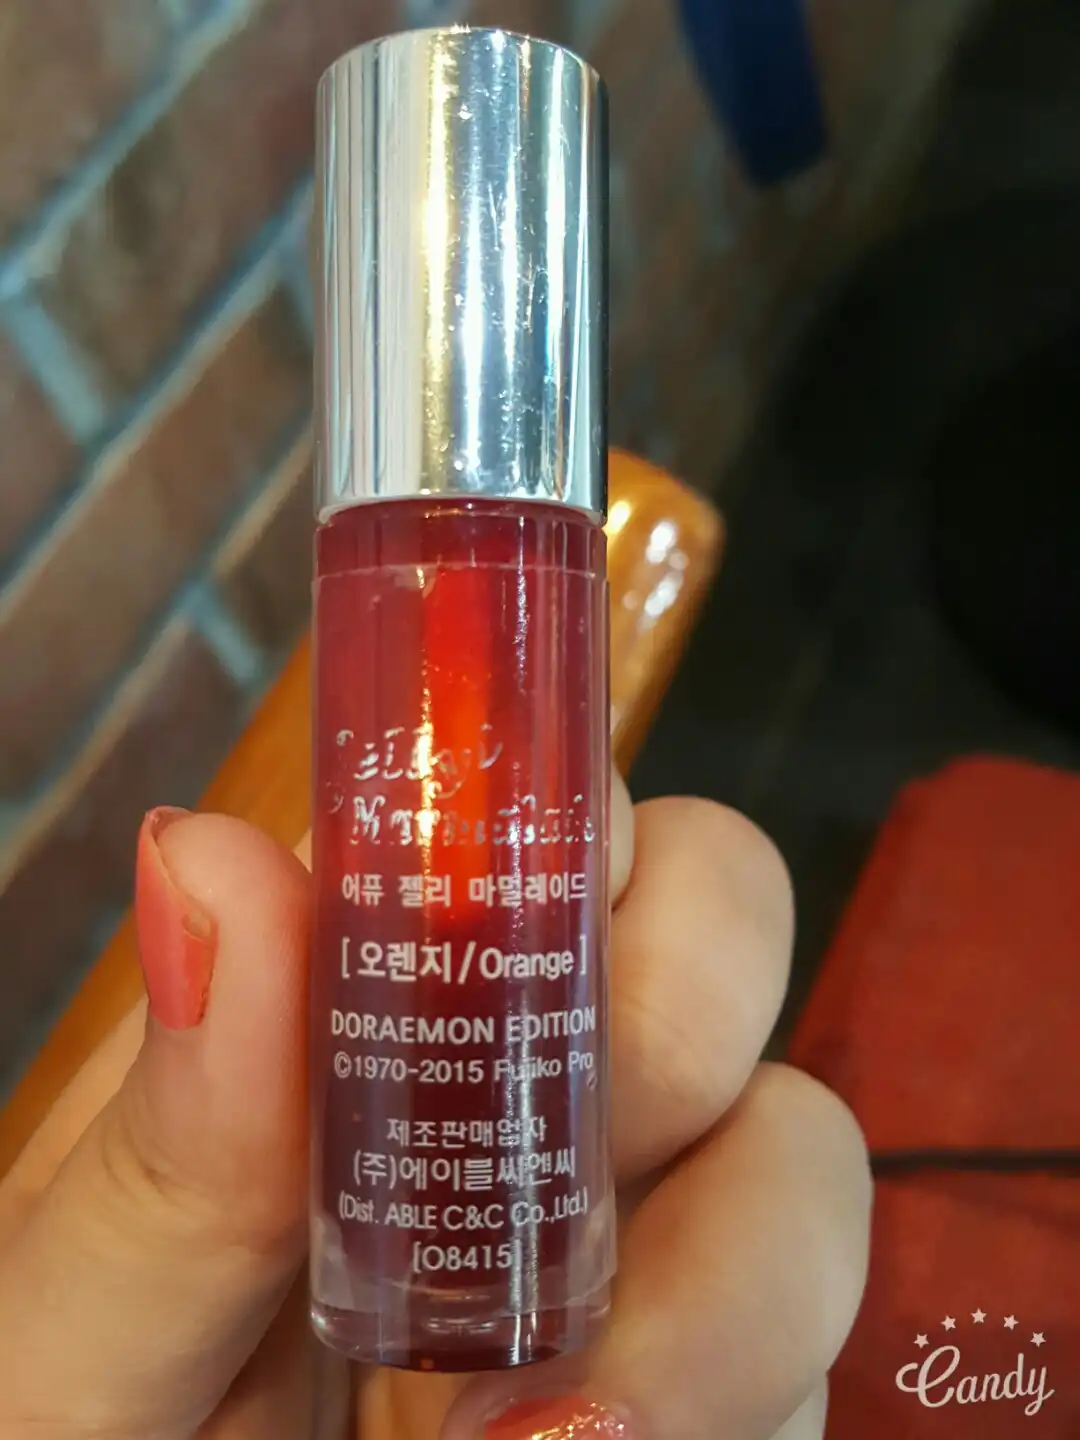 Jelly
Marmalade
어퓨 젤리 마멀레이드
[오렌지/Orange]
DORAEMON EDITION
©1970-2015 Fujiko Pro
제조판매업자
(주)에이블씨엔씨
(Dist. ABLE C&C Co.,Ltd.)
[O8415]
Candy